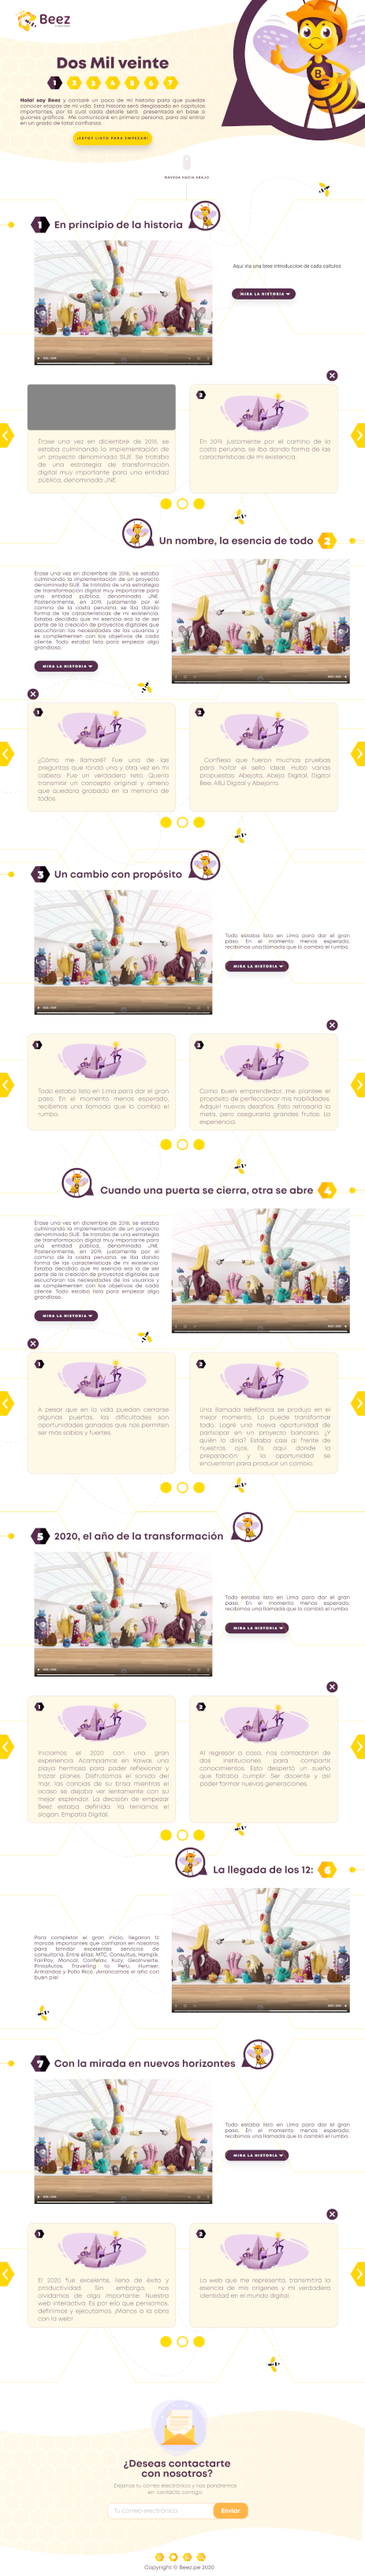 Beez
Dos Mil veinte
1 2 3 4 5 6 7
Hola! soy Beez y contaré un poco de mi historia para que puedas
conocer etapas de mi vida. Esta historia será desglosado en capítulos
importantes, por la cual cada detalle será presentada en base a
guiones gráficos. Me comunicaré en primera persona, para así entrar
en un grado de total confianza.
¡ESTOY LISTO PARA EMPEZAR!
NAVEGA HACIA ABAJO
1 En principio de la historia
Aquí iría una bree introduccion de cada caítulos
MIRA LA HISTORIA
Érase una vez en diciembre de 2018, se
estaba culminando la implementación de
un proyecto denominado SIJE. Se trataba
de una estrategia de transformación
digital muy importante para una entidad
pública, denominada JNE.
2
En 2019, justamente por el camino de la
costa peruana, se iba dando forma de las
características de mi existencia.
Un nombre, la esencia de todo 2
Érase una vez en diciembre de 2018, se estaba
culminando la implementación de un proyecto
denominado SIJE. Se trataba de una estrategia
de transformación digital muy importante para
una entidad pública, denominada JNE.
Posteriormente, en 2019, justamente por el
camino de la costa peruana, se iba dando
forma de las características de mi existencia.
Estaba decidido que mi esencia era la de ser
parte de la creación de proyectos digitales que
escucharan las necesidades de los usuarios y
se complementen con los objetivos de cada
cliente. Todo estaba listo para empezar algo
grandioso.
MIRA LA HISTORIA
1
¿Cómo me llamaré? Fue una de las
preguntas que rondó una y otra vez en mi
cabeza. Fue un verdadero reto. Quería
transmitir un concepto original y ameno
que quedara grabado en la memoria de
todos.
2
Confieso que fueron muchas pruebas
para hallar el sello ideal. Hubo varias
propuestas: Abejota, Abeja Digital, Digital
Bee, ABJ Digital y Abejorro.
3 Un cambio con propósito
Todo estaba listo en Lima para dar el gran
paso. En el momento menos esperado,
recibimos una llamada que lo cambió el rumbo.
MIRA LA HISTORIA
1
Todo estaba listo en Lima para dar el gran
paso. En el momento menos esperado,
recibimos una llamada que lo cambió el
rumbo.
2
Como buen emprendedor, me planteé el
propósito de perfeccionar mis habilidades.
Adquirí nuevos desafíos. Esto retrasaría la
meta, pero aseguraría grandes frutos: La
experiencia.
Cuando una puerta se cierra, otra se abre 4
Érase una vez en diciembre de 2018, se estaba
culminando la implementación de un proyecto
denominado SIJE. Se trataba de una estrategia
de transformación digital muy importante para
una entidad pública, denominada JNE.
Posteriormente, en 2019, justamente por el
camino de la costa peruana, se iba dando
forma de las características de mi existencia.
Estaba decidido que mi esencia era la de ser
parte de la creación de proyectos digitales que
escucharan las necesidades de los usuarios y
se complementen con los objetivos de cada
cliente. Todo estaba listo para empezar algo
grandioso.
MIRA LA HISTORIA
1
A pesar que en la vida puedan cerrarse
algunas puertas, las dificultades son
oportunidades ganadas que nos permiten
ser más sabios y fuertes.
2
Una llamada telefónica se produjo en el
mejor momento. Lo puede transformar
todo. Logré una nueva oportunidad de
participar en un proyecto bancario. ¿Y
quién lo diría? Estaba casi al frente de
nuestros ojos. Es aquí donde la
preparación y la oportunidad se
encuentran para producir un cambio.
5 2020, el año de la transformación
Todo estaba listo en Lima para dar el gran
paso. En el momento menos esperado,
recibimos una llamada que lo cambió el rumbo.
MIRA LA HISTORIA
1
Iniciamos el 2020 con una gran
experiencia. Acampamos en Kawai, una
playa hermosa para poder reflexionar y
trazar planes. Disfrutamos el sonido del
mar, las caricias de su brisa mientras el
ocaso se dejaba ver lentamente con su
mejor esplendor. La decisión de empezar
Beez estaba definida. Ya teníamos el
slogan: Empatía Digital.
2
Al regresar a casa, nos contactaron de
dos instituciones para compartir
conocimientos. Esto despertó un sueño
que faltaba cumplir: Ser docente y así
poder formar nuevas generaciones.
La llegada de los 12: 6
Para completar el gran inicio, llegaron 12
marcas importantes que confiaron en nosotros
para brindar excelentes servicios de
consultoría. Entre ellas: MTC, Consultus, Hampik,
FairPay, Moncal, Confelav, Kuzy, GeoInvierte,
PintaAutos, Travelling to Perú, Humser,
Armandos y Pollo Rico. ¡Arrancamos el año con
buen pie!
7 Con la mirada en nuevos horizontes
Todo estaba listo en Lima para dar el gran
paso. En el momento menos esperado,
recibimos una llamada que lo cambió el rumbo.
MIRA LA HISTORIA
1
El 2020 fue excelente, lleno de éxito y
productividad. Sin embargo, nos
olvidamos de algo importante: Nuestra
web interactiva. Es por ello que pensamos,
definimos y ejecutamos. ¡Manos a la obra
con la web!
2
La web que me representa, transmitirá la
esencia de mis orígenes y mi verdadera
identidad en el mundo digital.
¿Deseas contactarte
con nosotros?
Dejanos tu correo electrónico y nos pondremos
en contacto contigo
Tu correo electrónico
Enviar
Copyright © Beez.pe 2020